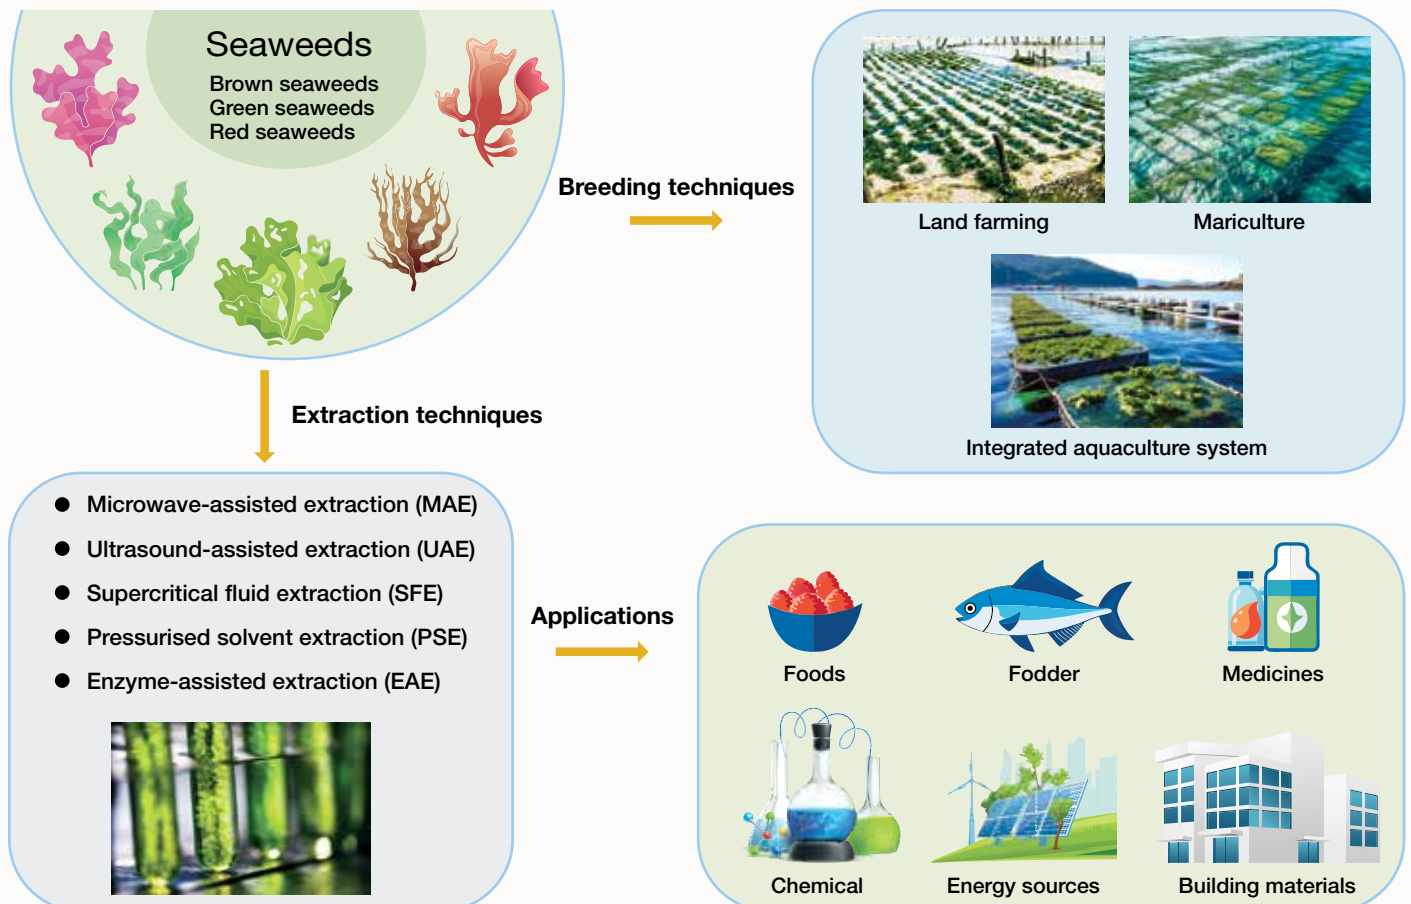 Seaweeds
Brown seaweeds
Green seaweeds
Red seaweeds
Breeding techniques
Land farming
Mariculture
Integrated aquaculture system
Extraction techniques
Microwave-assisted extraction (MAE)
Ultrasound-assisted extraction (UAE)
Supercritical fluid extraction (SFE)
Pressurised solvent extraction (PSE)
Enzyme-assisted extraction (EAE)
Applications
Foods
Fodder
Medicines
Chemical
Energy sources
Building materials